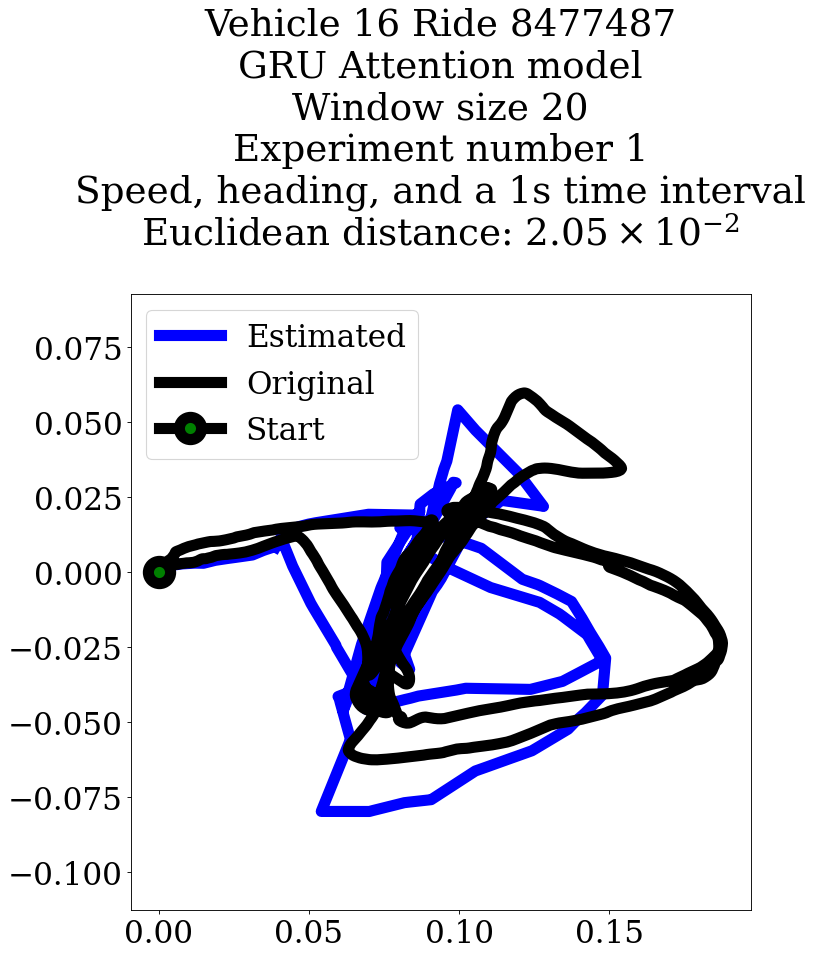 Vehicle 16 Ride 8477487
GRU Attention model
Window size 20
Experiment number 1
Speed, heading, and a 1s time interval
Euclidean distance: 2.05 × 10⁻²
Estimated
Original
Start
0.075
0.050
0.025
0.000
−0.025
−0.050
−0.075
−0.100
0.00 0.05 0.10 0.15